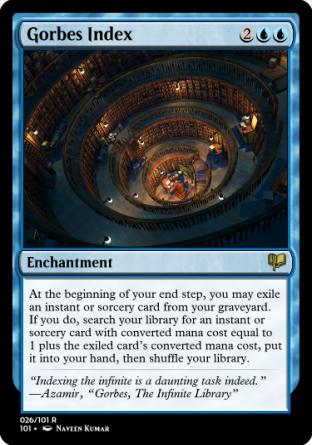 Gorbes Index 2
Enchantment
At the beginning of your end step, you may exile
an instant or sorcery card from your graveyard.
If you do, search your library for an instant or
sorcery card with converted mana cost equal to
1 plus the exiled card's converted mana cost, put
it into your hand, then shuffle your library.
“Indexing the infinite is a daunting task indeed.”
—Azamir, “Gorbes, The Infinite Library”
026/101 R
101 • Naveen Kumar